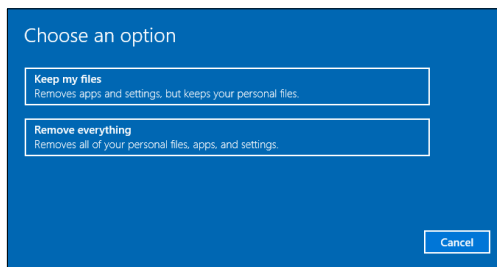 Choose an option
Keep my files
Removes apps and settings, but keeps your personal files.
Remove everything
Removes all of your personal files, apps, and settings.
Cancel